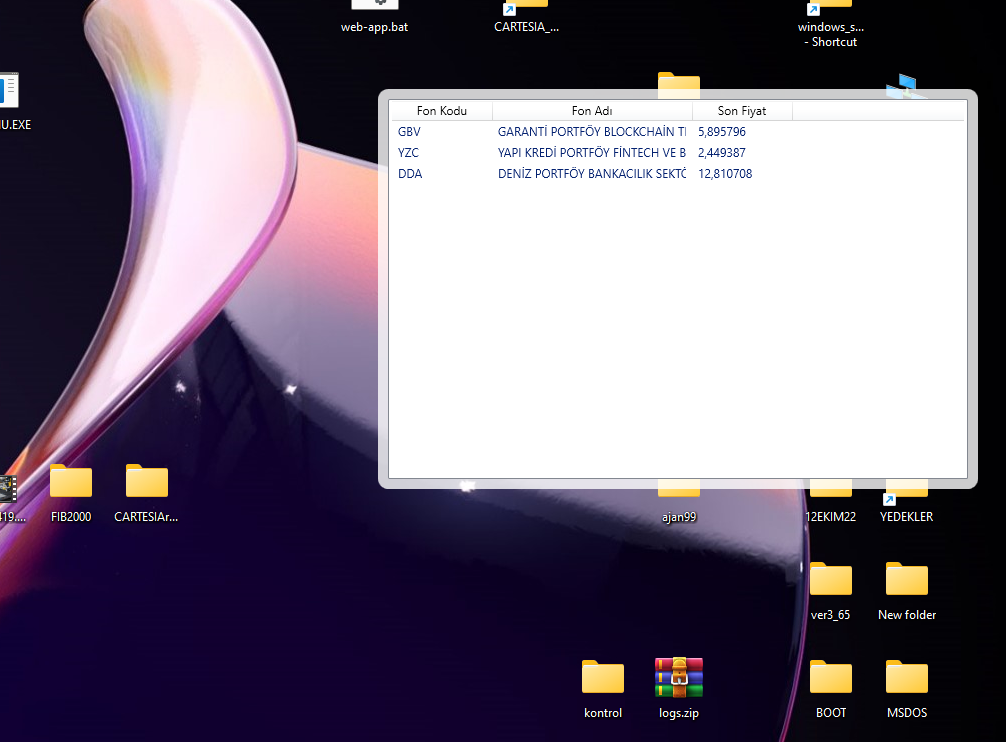 web-app.bat
CARTESIA_...
windows_s...
- Shortcut
U.EXE
Fon Kodu Fon Adı Son Fiyat
GBV GARANTİ PORTFÖY BLOCKCHAİN 5,895796
YZC YAPI KREDİ PORTFÖY FİNTECH VE B 2,449387
DDA DENİZ PORTFÖY BANKACILIK 12,810708
419....
FIB2000
CARTESIAr...
ajan99
12EKIM22
YEDEKLER
ver3_65
New folder
kontrol
logs.zip
BOOT
MSDOS